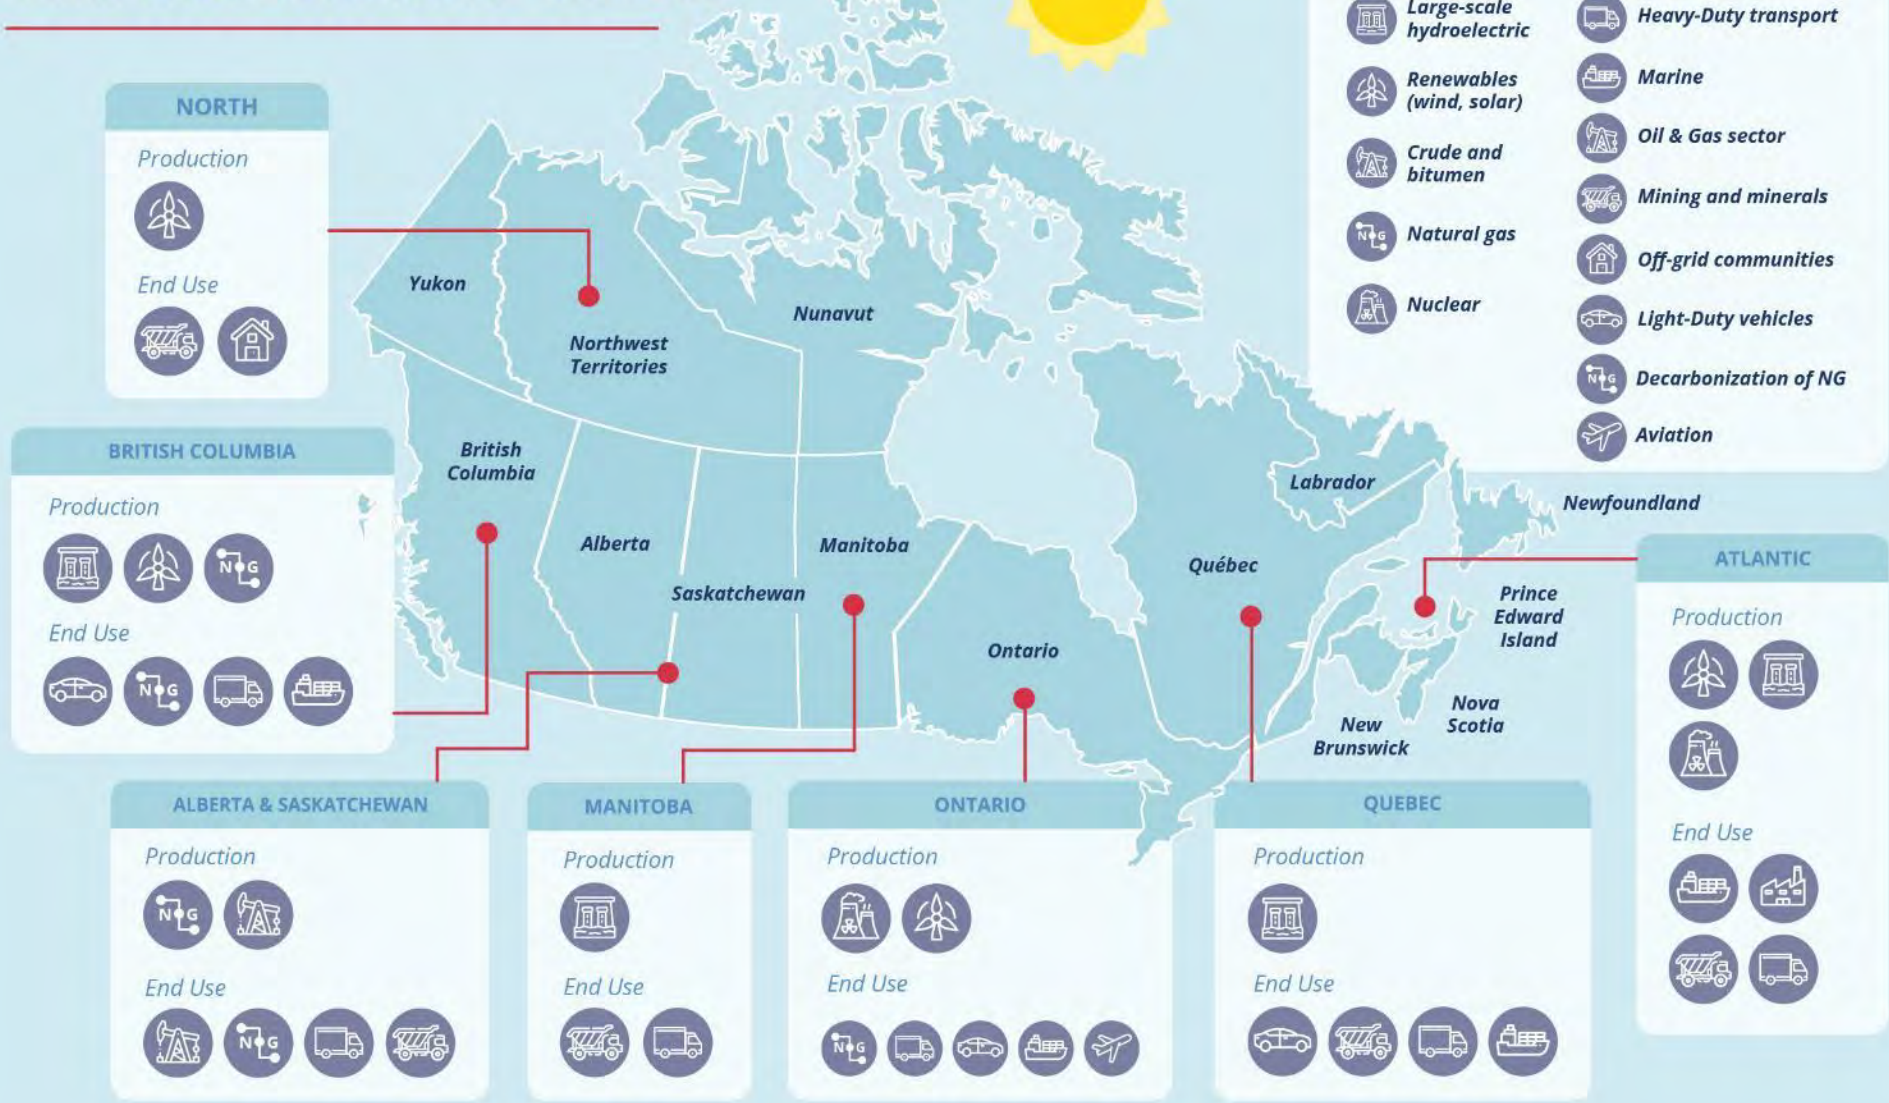 Large-scale
hydroelectric
Renewables
(wind, solar)
Crude and
bitumen
N G
Natural gas
Nuclear
Heavy-Duty transport
Marine
Oil & Gas sector
Mining and minerals
Off-grid communities
Light-Duty vehicles
N G
Decarbonization of NG
Aviation
NORTH
Production
End Use
Yukon
Northwest
Territories
Nunavut
British
Columbia
Alberta
Saskatchewan
Manitoba
Ontario
Québec
Labrador
Newfoundland
Prince
Edward
Island
Nova
Scotia
New
Brunswick
BRITISH COLUMBIA
Production
N G
End Use
N G
ALBERTA & SASKATCHEWAN
Production
N G
End Use
N G
MANITOBA
Production
End Use
ONTARIO
Production
End Use
N G
QUEBEC
Production
End Use
ATLANTIC
Production
End Use